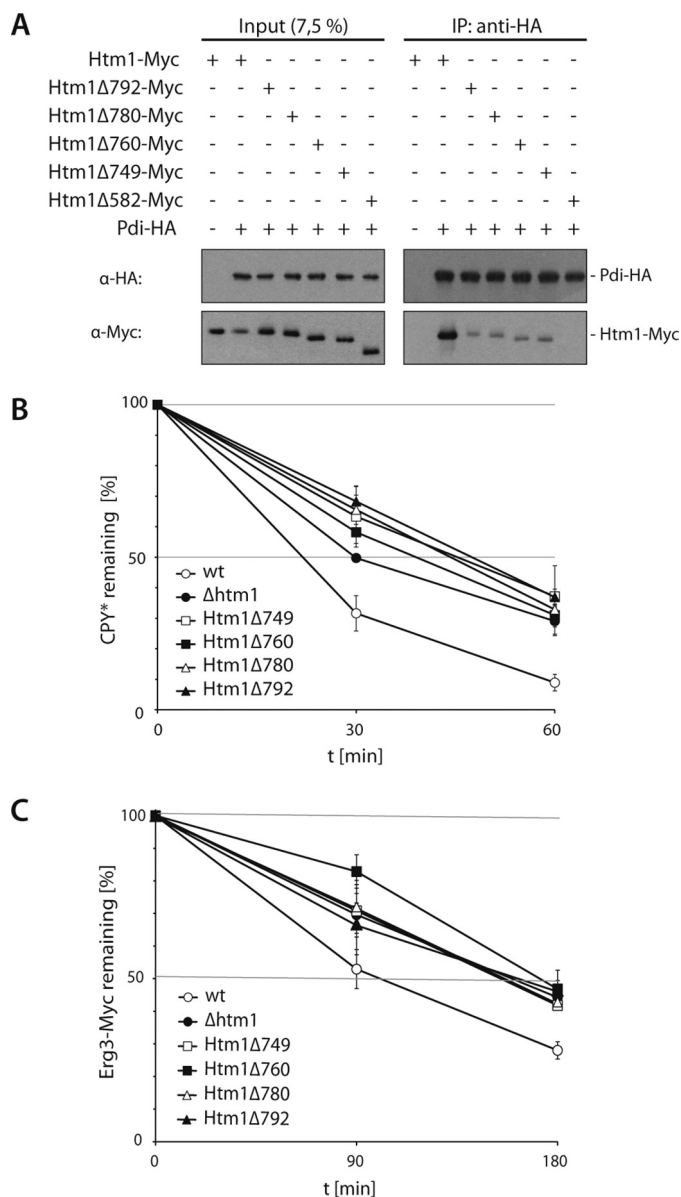 A
Input (7,5 %) IP: anti-HA
Htm1-Myc + + - - - - - + + - - - - -
Htm1Δ792-Myc - - + - - - - - - + - - - -
Htm1Δ780-Myc - - - + - - - - - - + - - -
Htm1Δ760-Myc - - - - + - - - - - - + - -
Htm1Δ749-Myc - - - - - + - - - - - - + -
Htm1Δ582-Myc - - - - - - + - - - - - - +
Pdi-HA - + + + + + + - + + + + + +
α-HA: - Pdi-HA
α-Myc: - Htm1-Myc
B
CPY* remaining [%]
100
50
0
wt
Δhtm1
Htm1Δ749
Htm1Δ760
Htm1Δ780
Htm1Δ792
0 30 60
t [min]
C
Erg3-Myc remaining [%]
100
50
0
wt
Δhtm1
Htm1Δ749
Htm1Δ760
Htm1Δ780
Htm1Δ792
0 90 180
t [min]